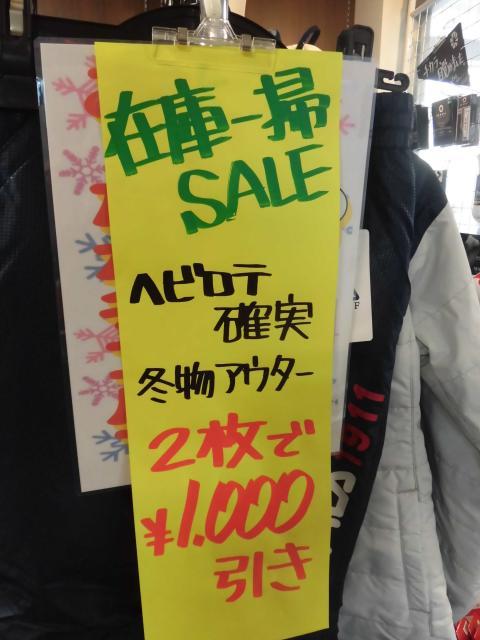 在庫一掃
SALE
ヘビロテ
確実
冬物アウター
2枚で
¥1.000
引き
1911